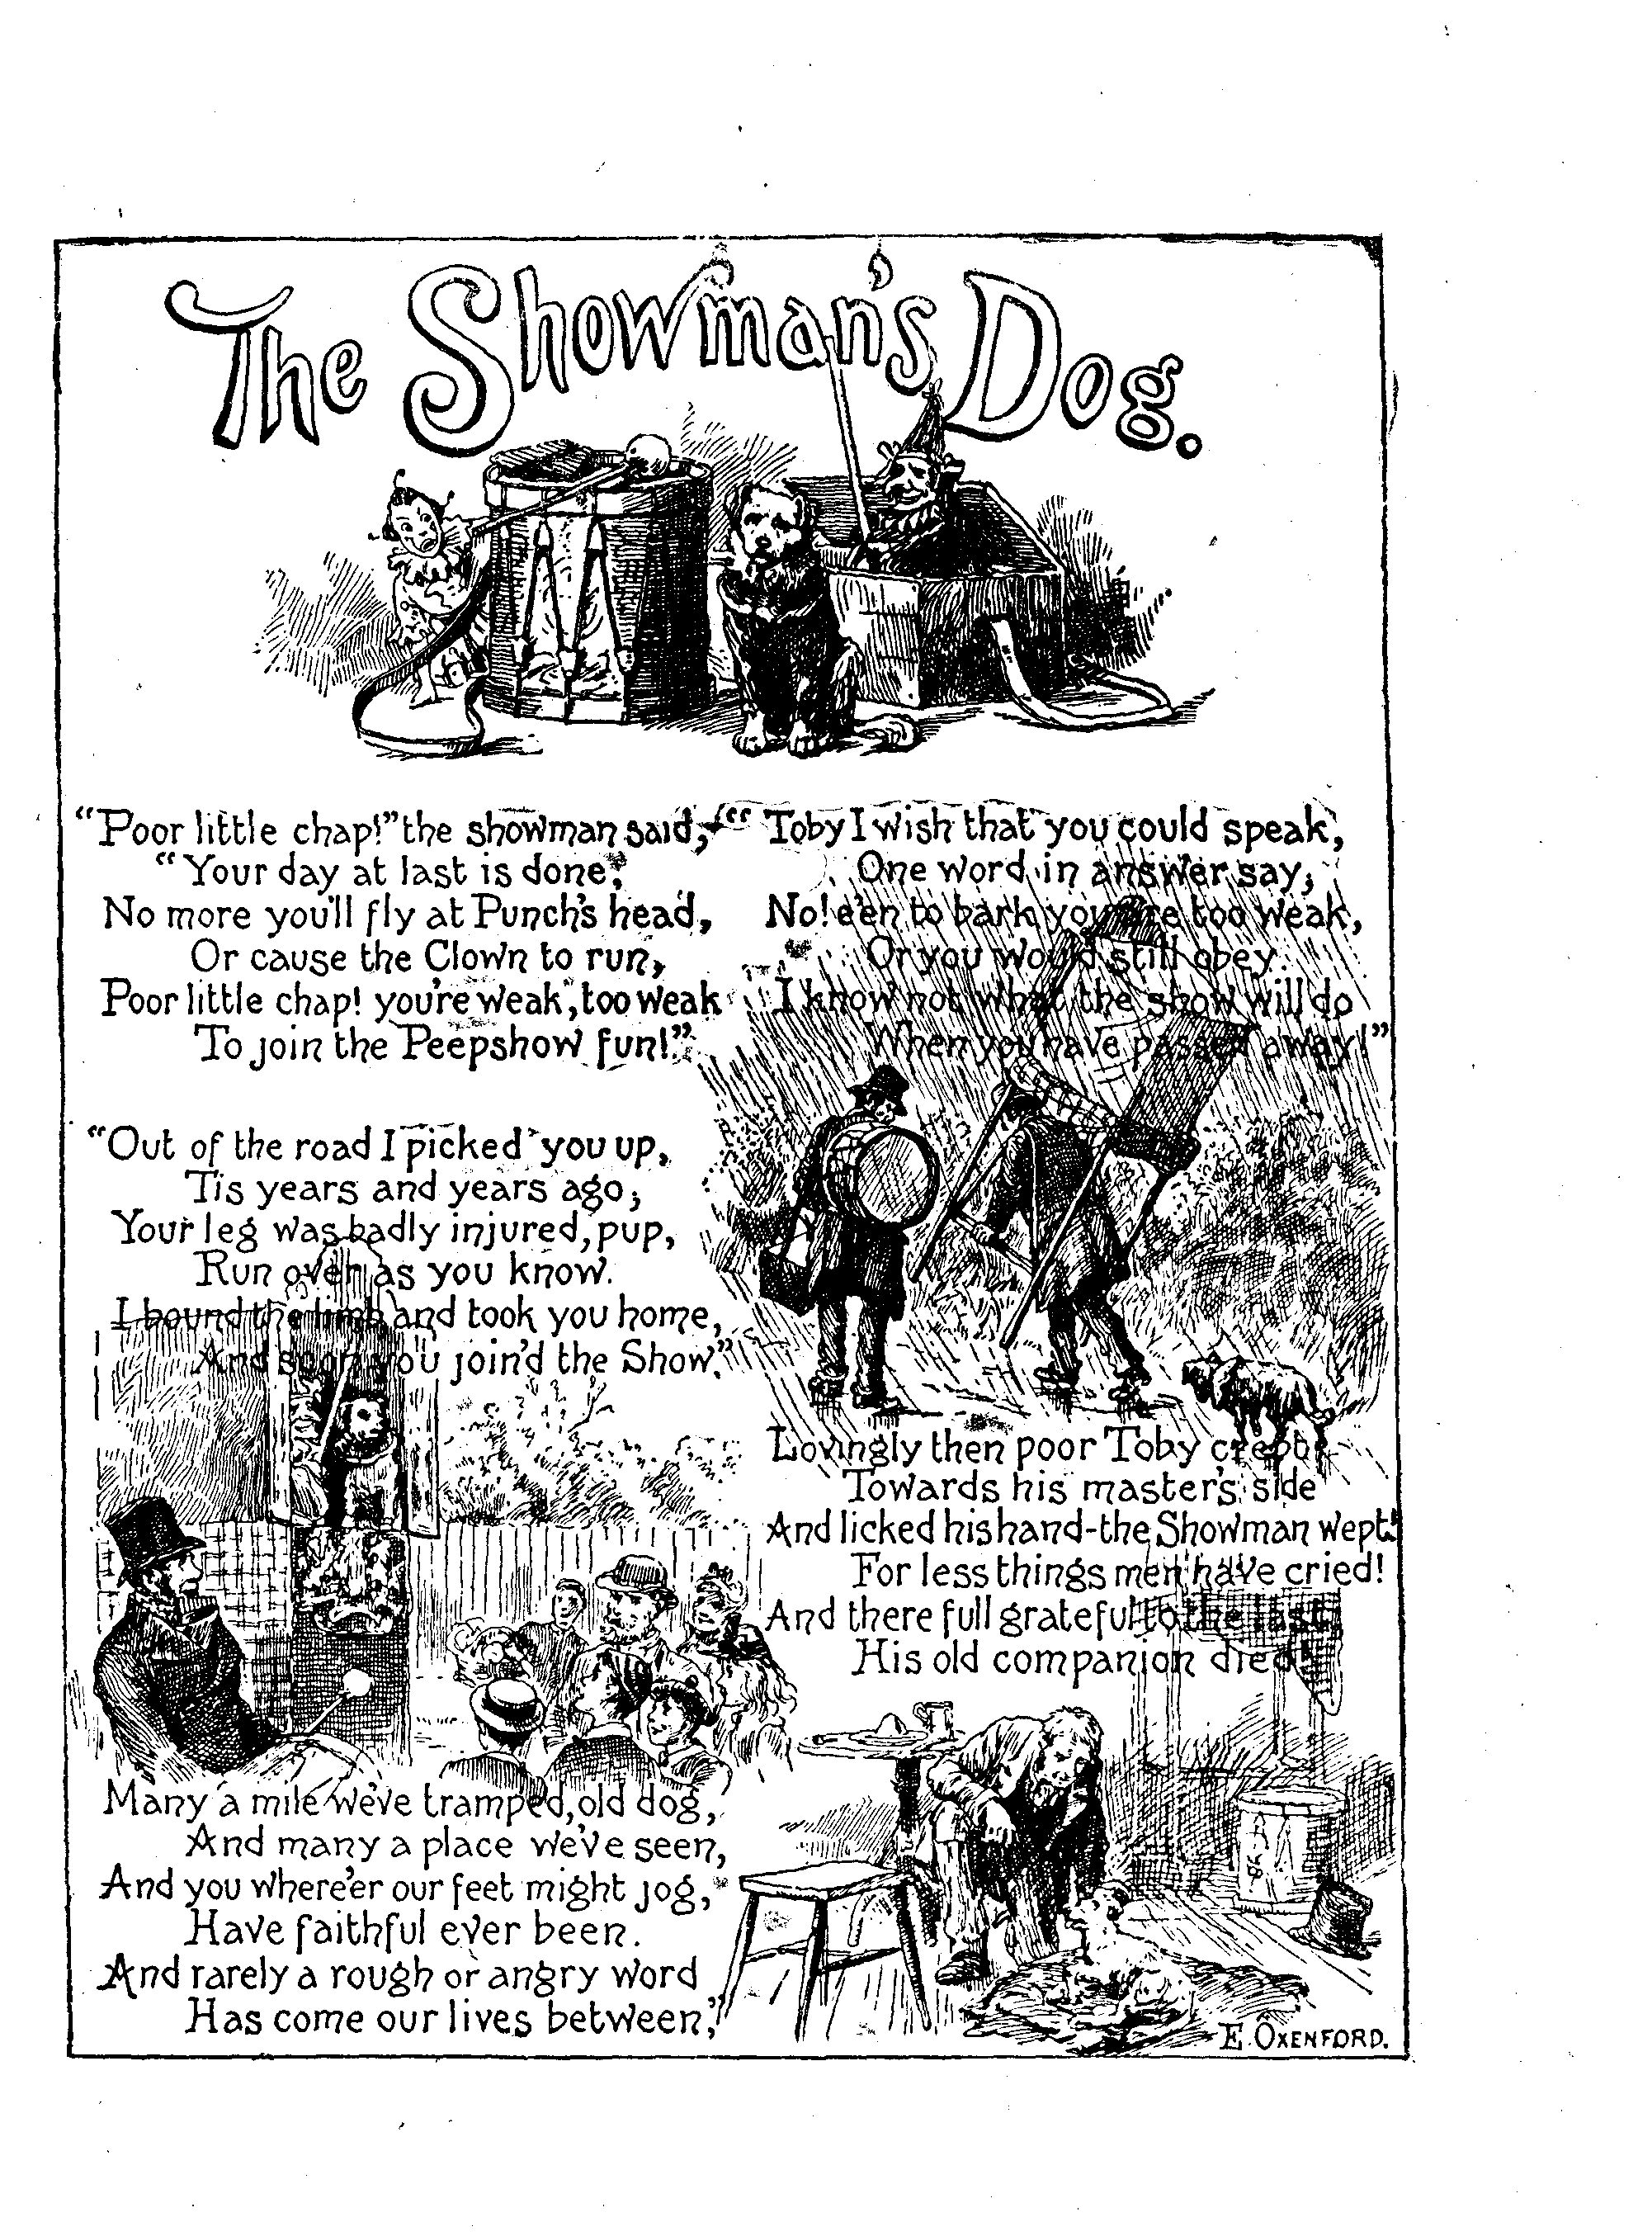 The Showman's Dog.
"Poor little chap!" the showman said,
"Your day at last is done,
No more you'll fly at Punch's head,
Or cause the Clown to run,
Poor little chap! you're weak, too weak
To join the Peepshow fun!"
"Out of the road I picked you up,
Tis years and years ago,
Your leg was badly injured, pup,
Run over as you know.
I bound the limb and took you home,
And soon you join'd the Show."
Many a mile we've tramped, old dog,
And many a place we've seen,
And you where'er our feet might jog,
Have faithful ever been.
And rarely a rough or angry word
Has come our lives between,"
"Toby I wish that you could speak,
One word in answer say,
No! e'en to bark you are too weak,
Or you would still obey.
I know not what the show will do
When you have passed away!"
Lovingly then poor Toby crept
Towards his master's side
And licked his hand-the Showman wept!
For less things men have cried!
And there full grateful to the last
His old companion died!
E. OXENFORD.